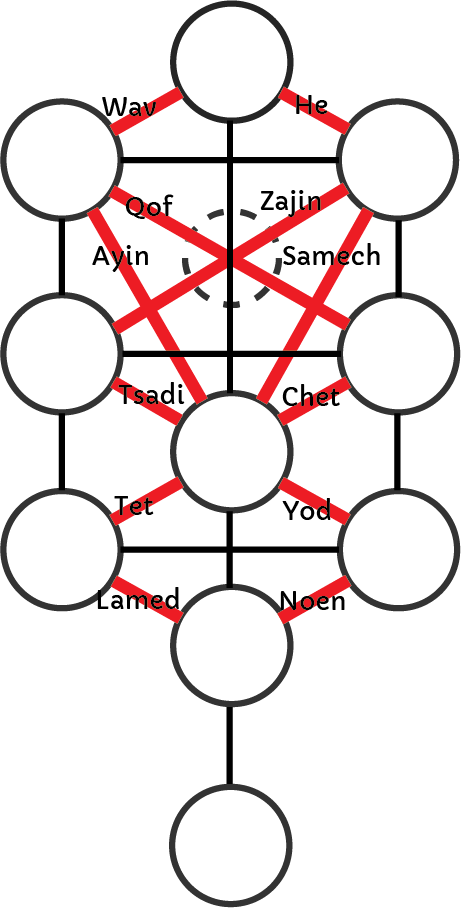 Wav
He
Qof
Zajin
Ayin
Samech
Tsadi
Chet
Tet
Yod
Lamed
Noen